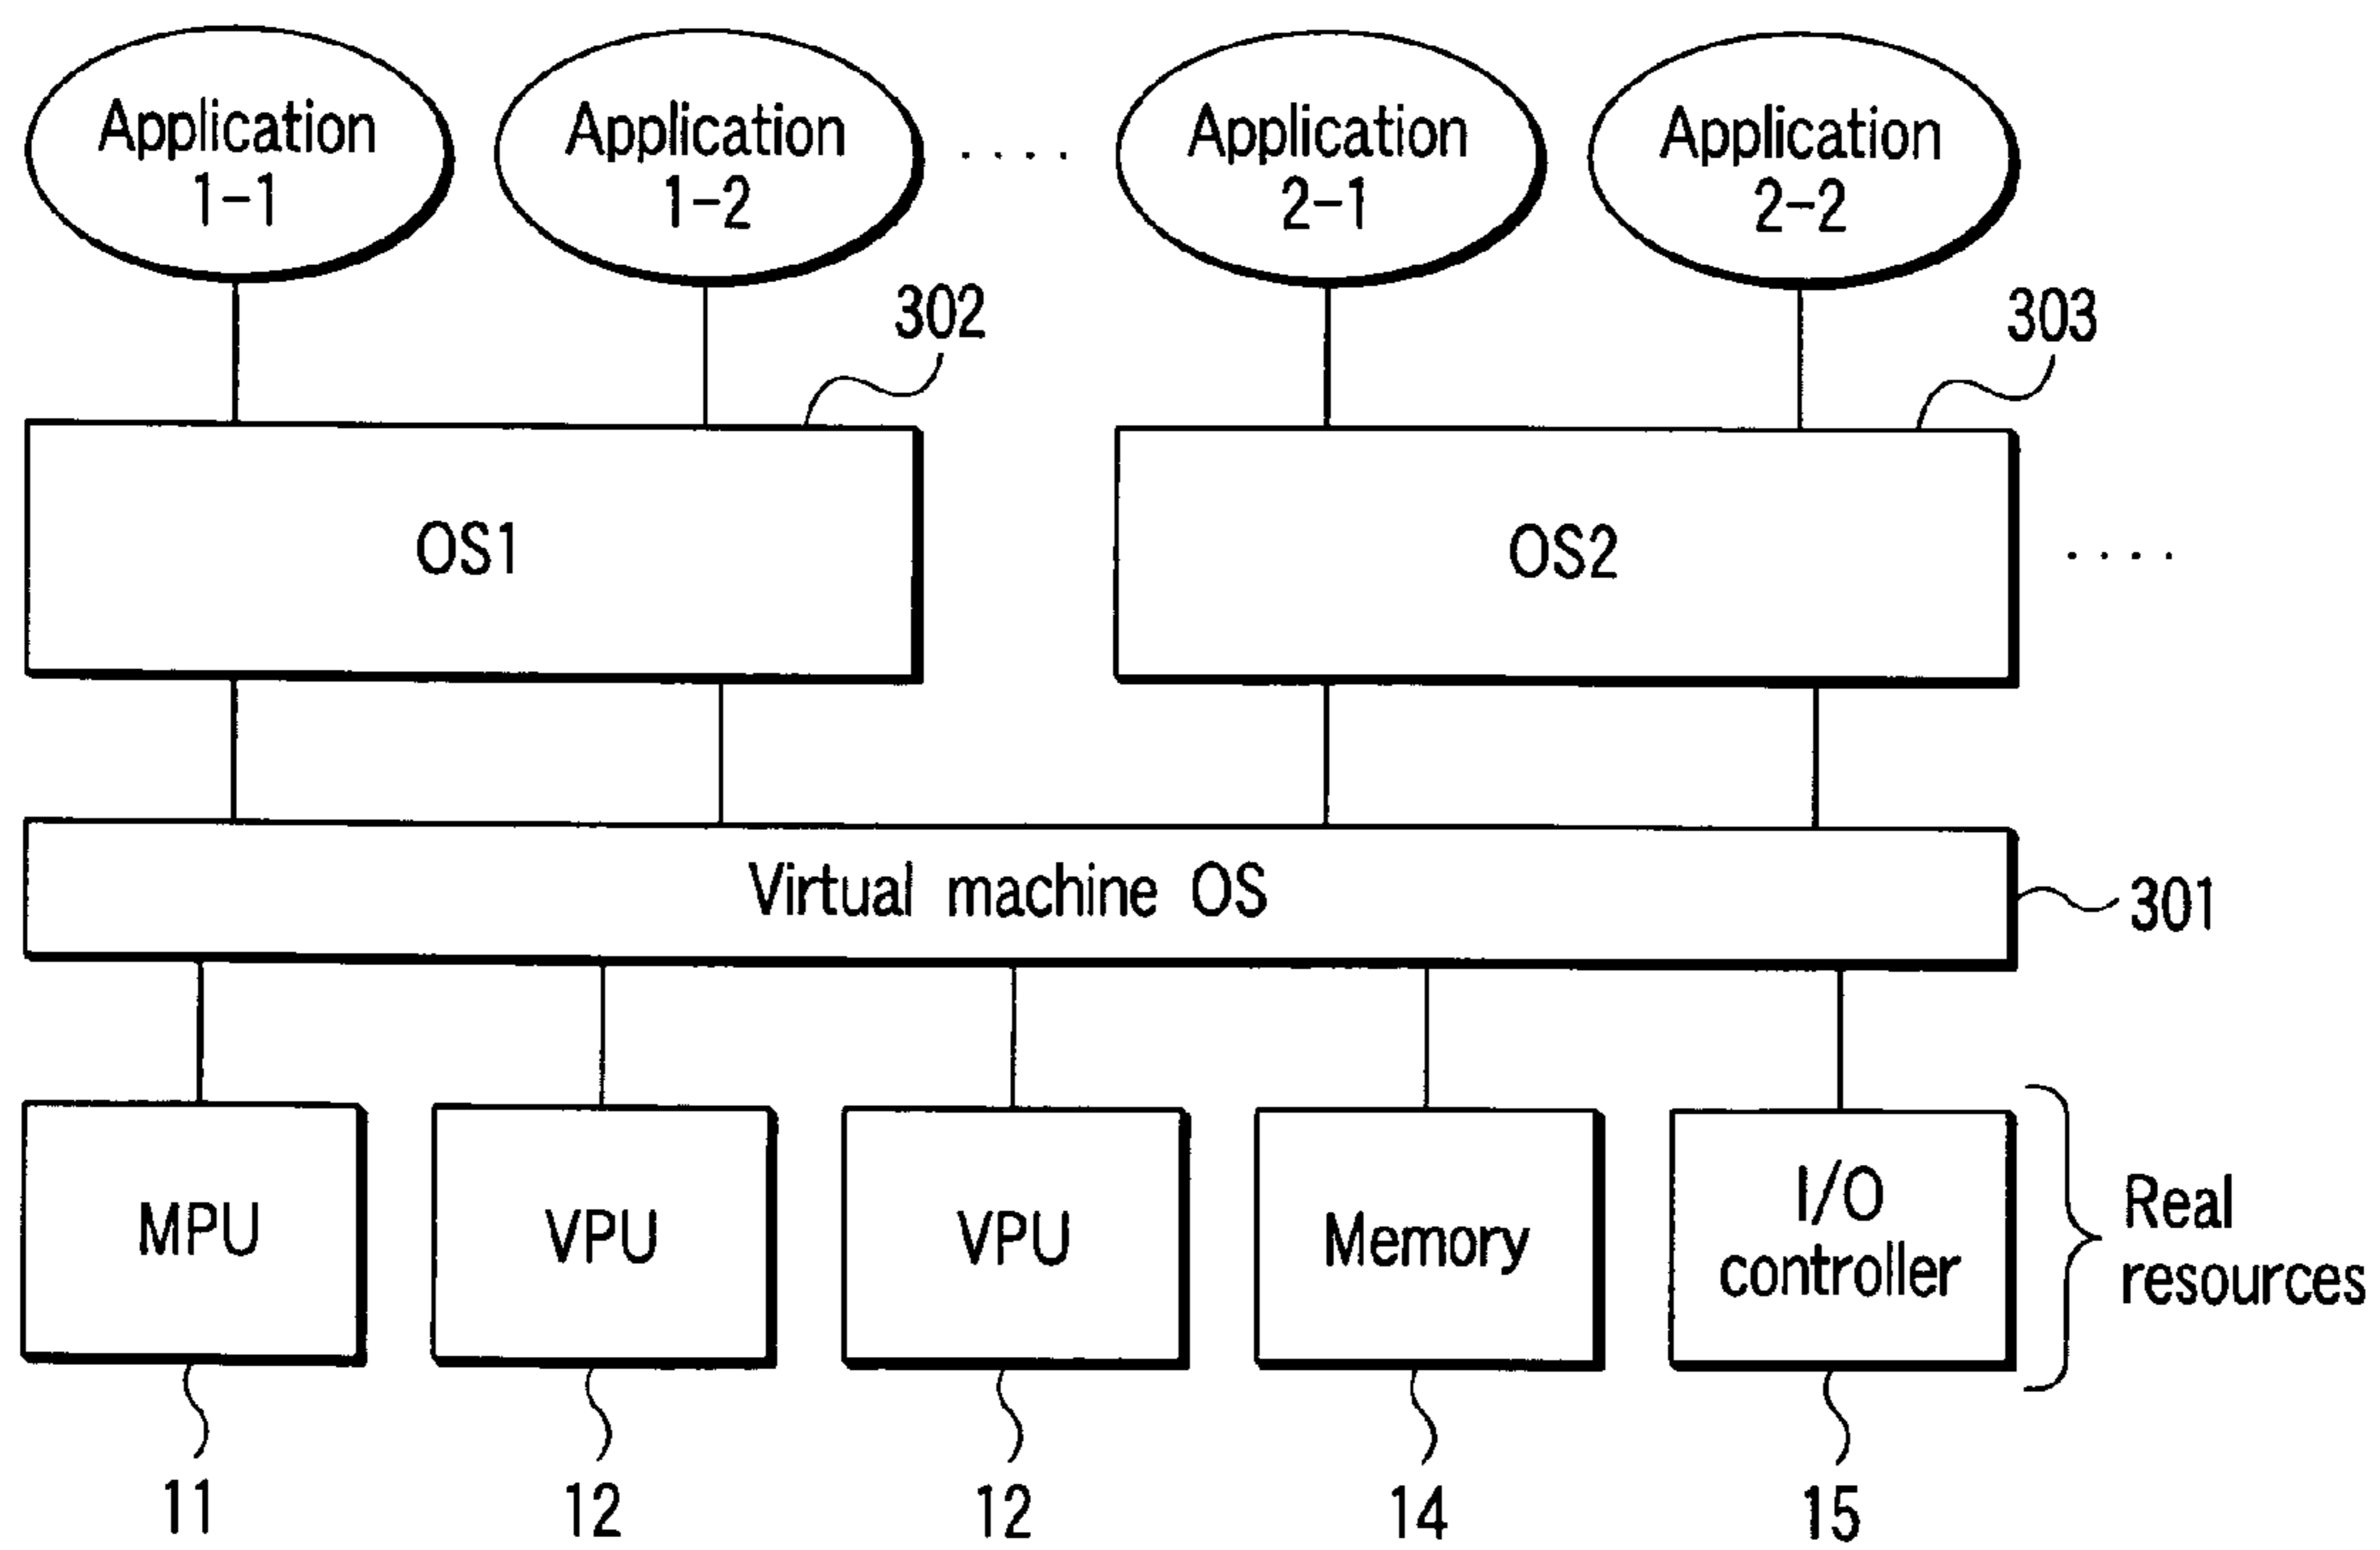 Application
1-1
Application
1-2
. . . .
Application
2-1
Application
2-2
302
303
OS1
OS2
. . . .
Virtual machine OS
301
MPU
VPU
VPU
Memory
I/O
controller
Real
resources
11
12
12
14
15